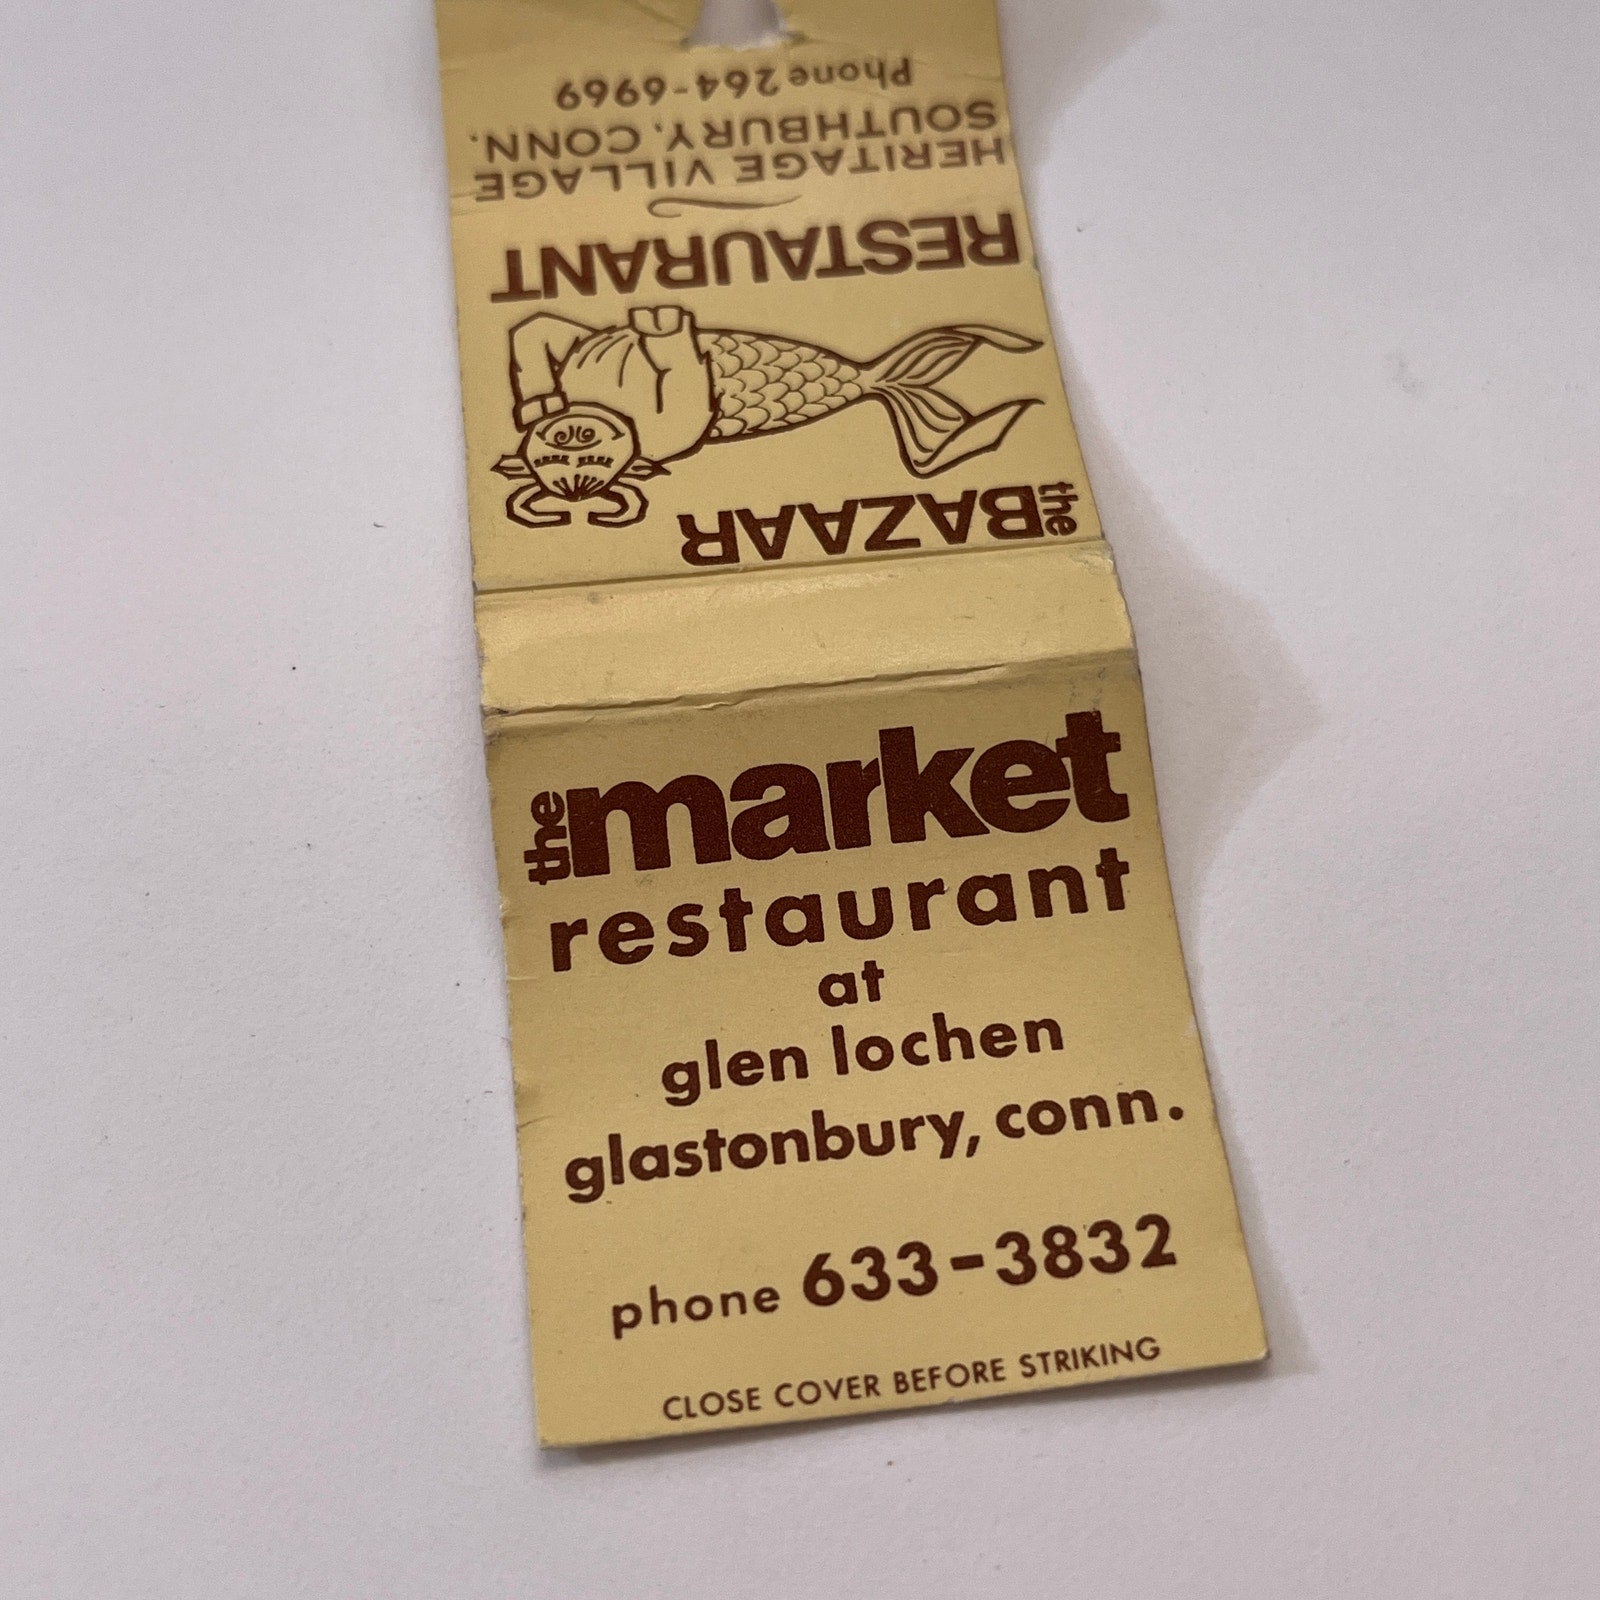 the BAZAAR
RESTAURANT
HERITAGE VILLAGE
SOUTHBURY, CONN.
Phone 264-6969
the market
restaurant
at
glen lochen
glastonbury, conn.
phone 633-3832
CLOSE COVER BEFORE STRIKING